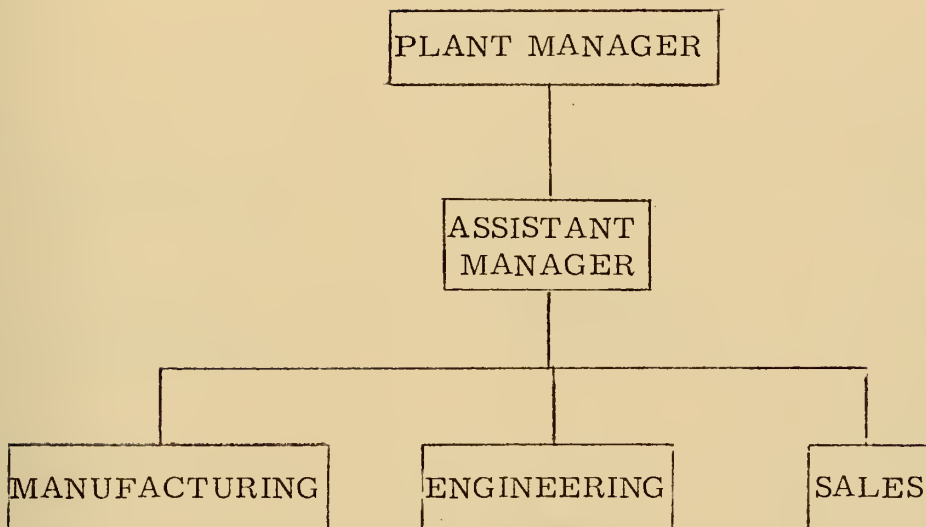 PLANT MANAGER
ASSISTANT
MANAGER
MANUFACTURING
ENGINEERING
SALES